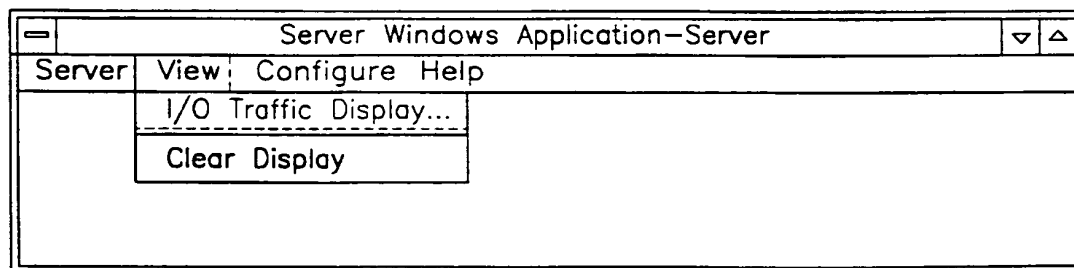 Server Windows Application-Server
Server View Configure Help
I/O Traffic Display...
Clear Display